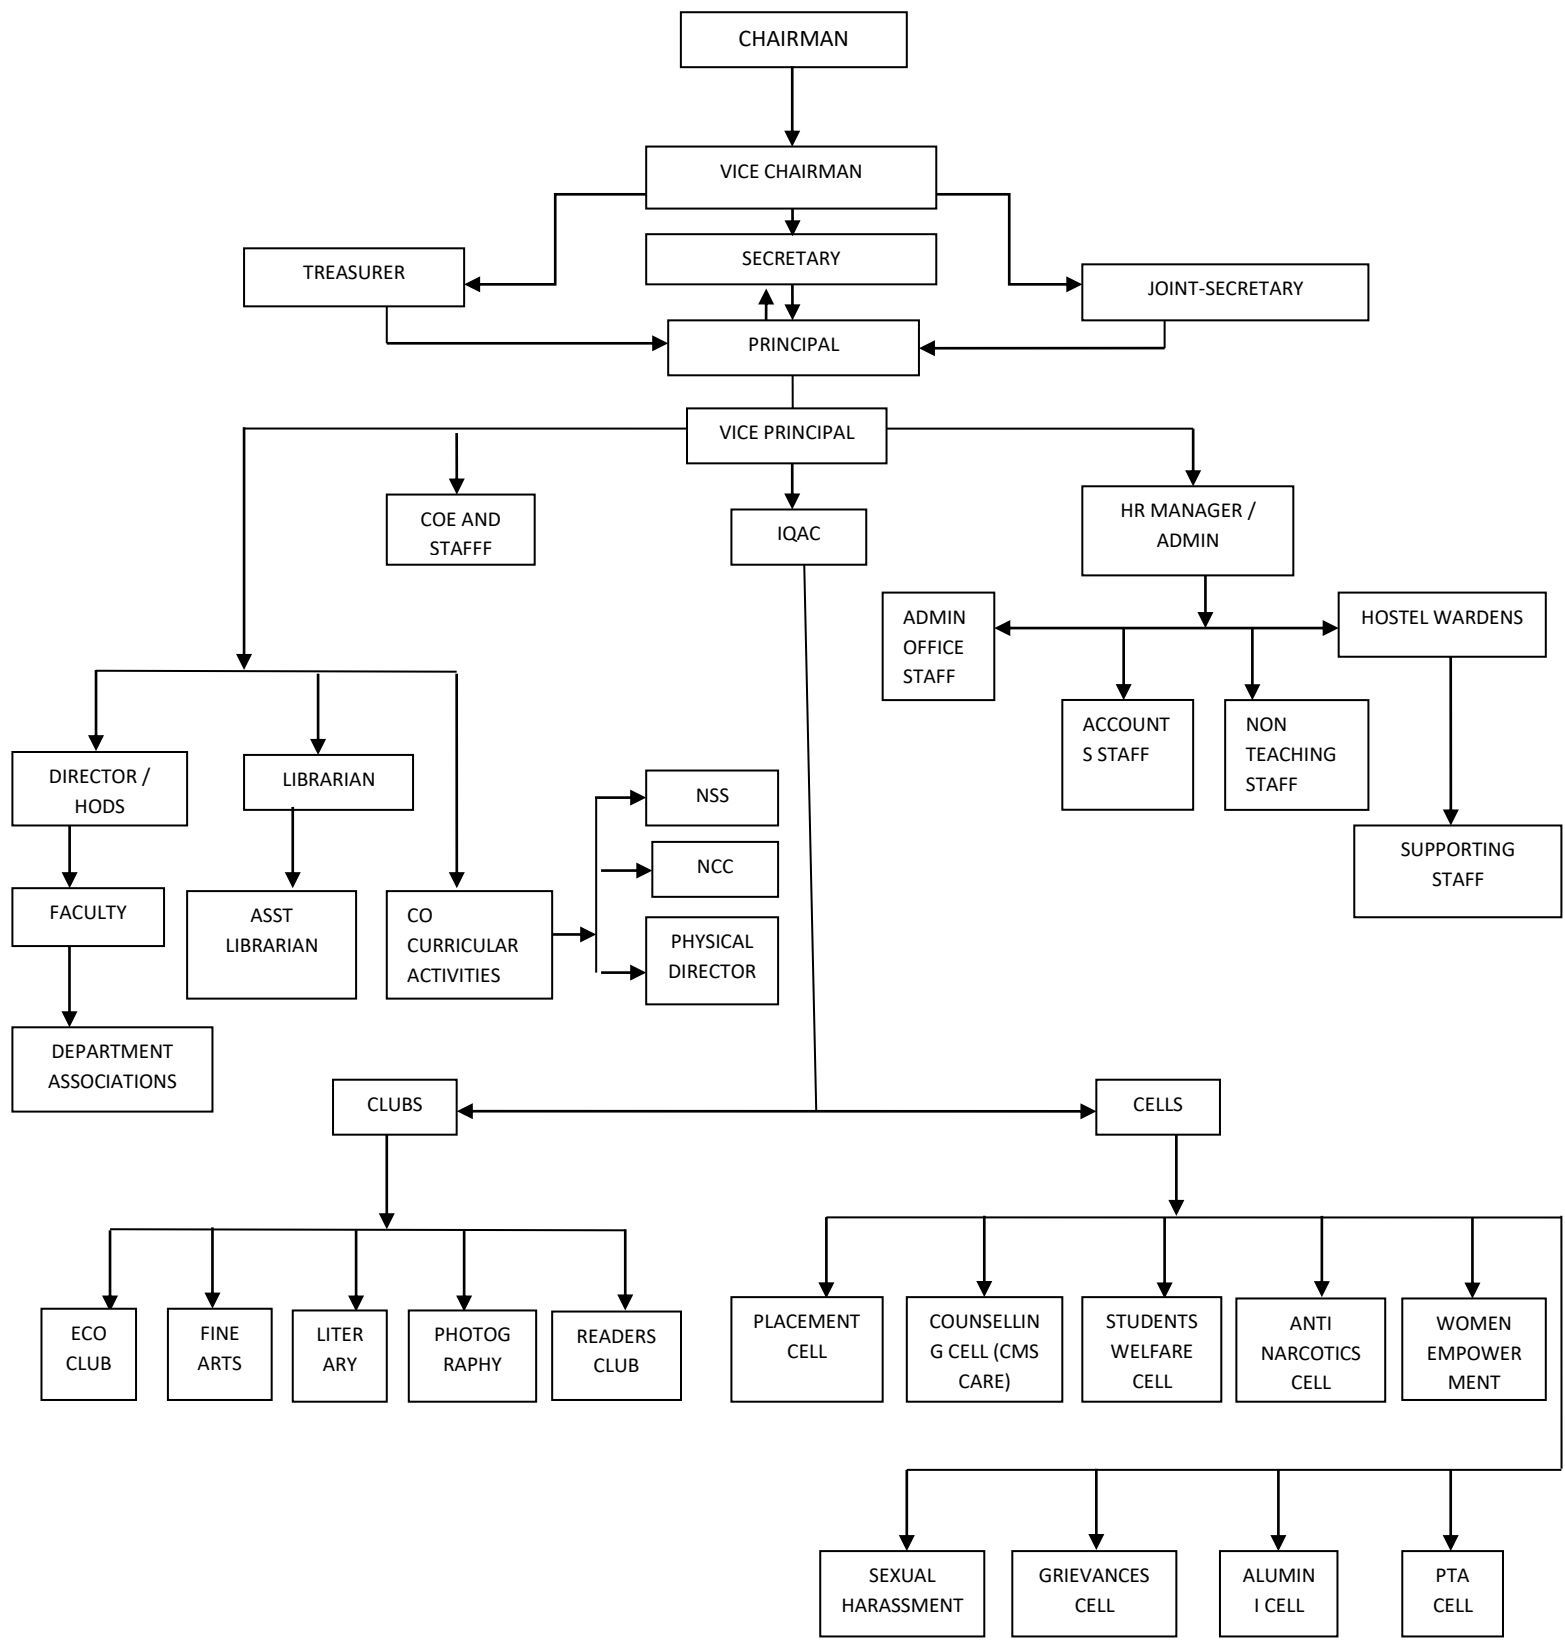 CHAIRMAN
VICE CHAIRMAN
SECRETARY
TREASURER
JOINT-SECRETARY
PRINCIPAL
VICE PRINCIPAL
COE AND
STAFFF
IQAC
HR MANAGER /
ADMIN
ADMIN
OFFICE
STAFF
HOSTEL WARDENS
ACCOUNT
S STAFF
NON
TEACHING
STAFF
DIRECTOR /
HODS
LIBRARIAN
NSS
NCC
SUPPORTING
STAFF
FACULTY
ASST
LIBRARIAN
CO
CURRICULAR
ACTIVITIES
PHYSICAL
DIRECTOR
DEPARTMENT
ASSOCIATIONS
CLUBS
CELLS
ECO
CLUB
FINE
ARTS
LITER
ARY
PHOTOG
RAPHY
READERS
CLUB
PLACEMENT
CELL
COUNSELLIN
G CELL (CMS
CARE)
STUDENTS
WELFARE
CELL
ANTI
NARCOTICS
CELL
WOMEN
EMPOWER
MENT
SEXUAL
HARASSMENT
GRIEVANCES
CELL
ALUMIN
I CELL
PTA
CELL